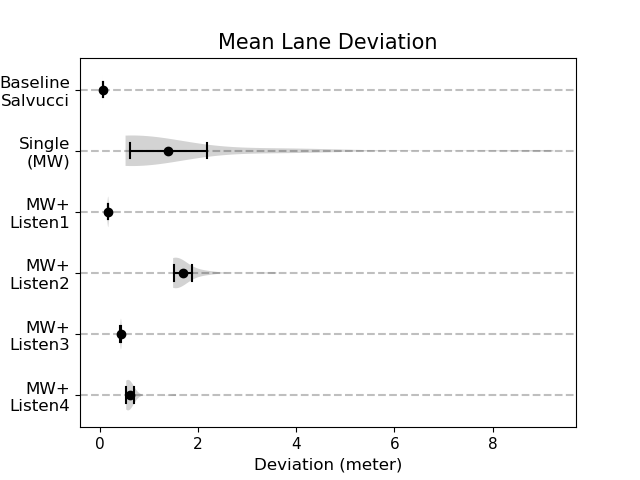 Mean Lane Deviation
Baseline
Salvucci
Single
(MW)
MW+
Listen1
MW+
Listen2
MW+
Listen3
MW+
Listen4
0 2 4 6 8
Deviation (meter)